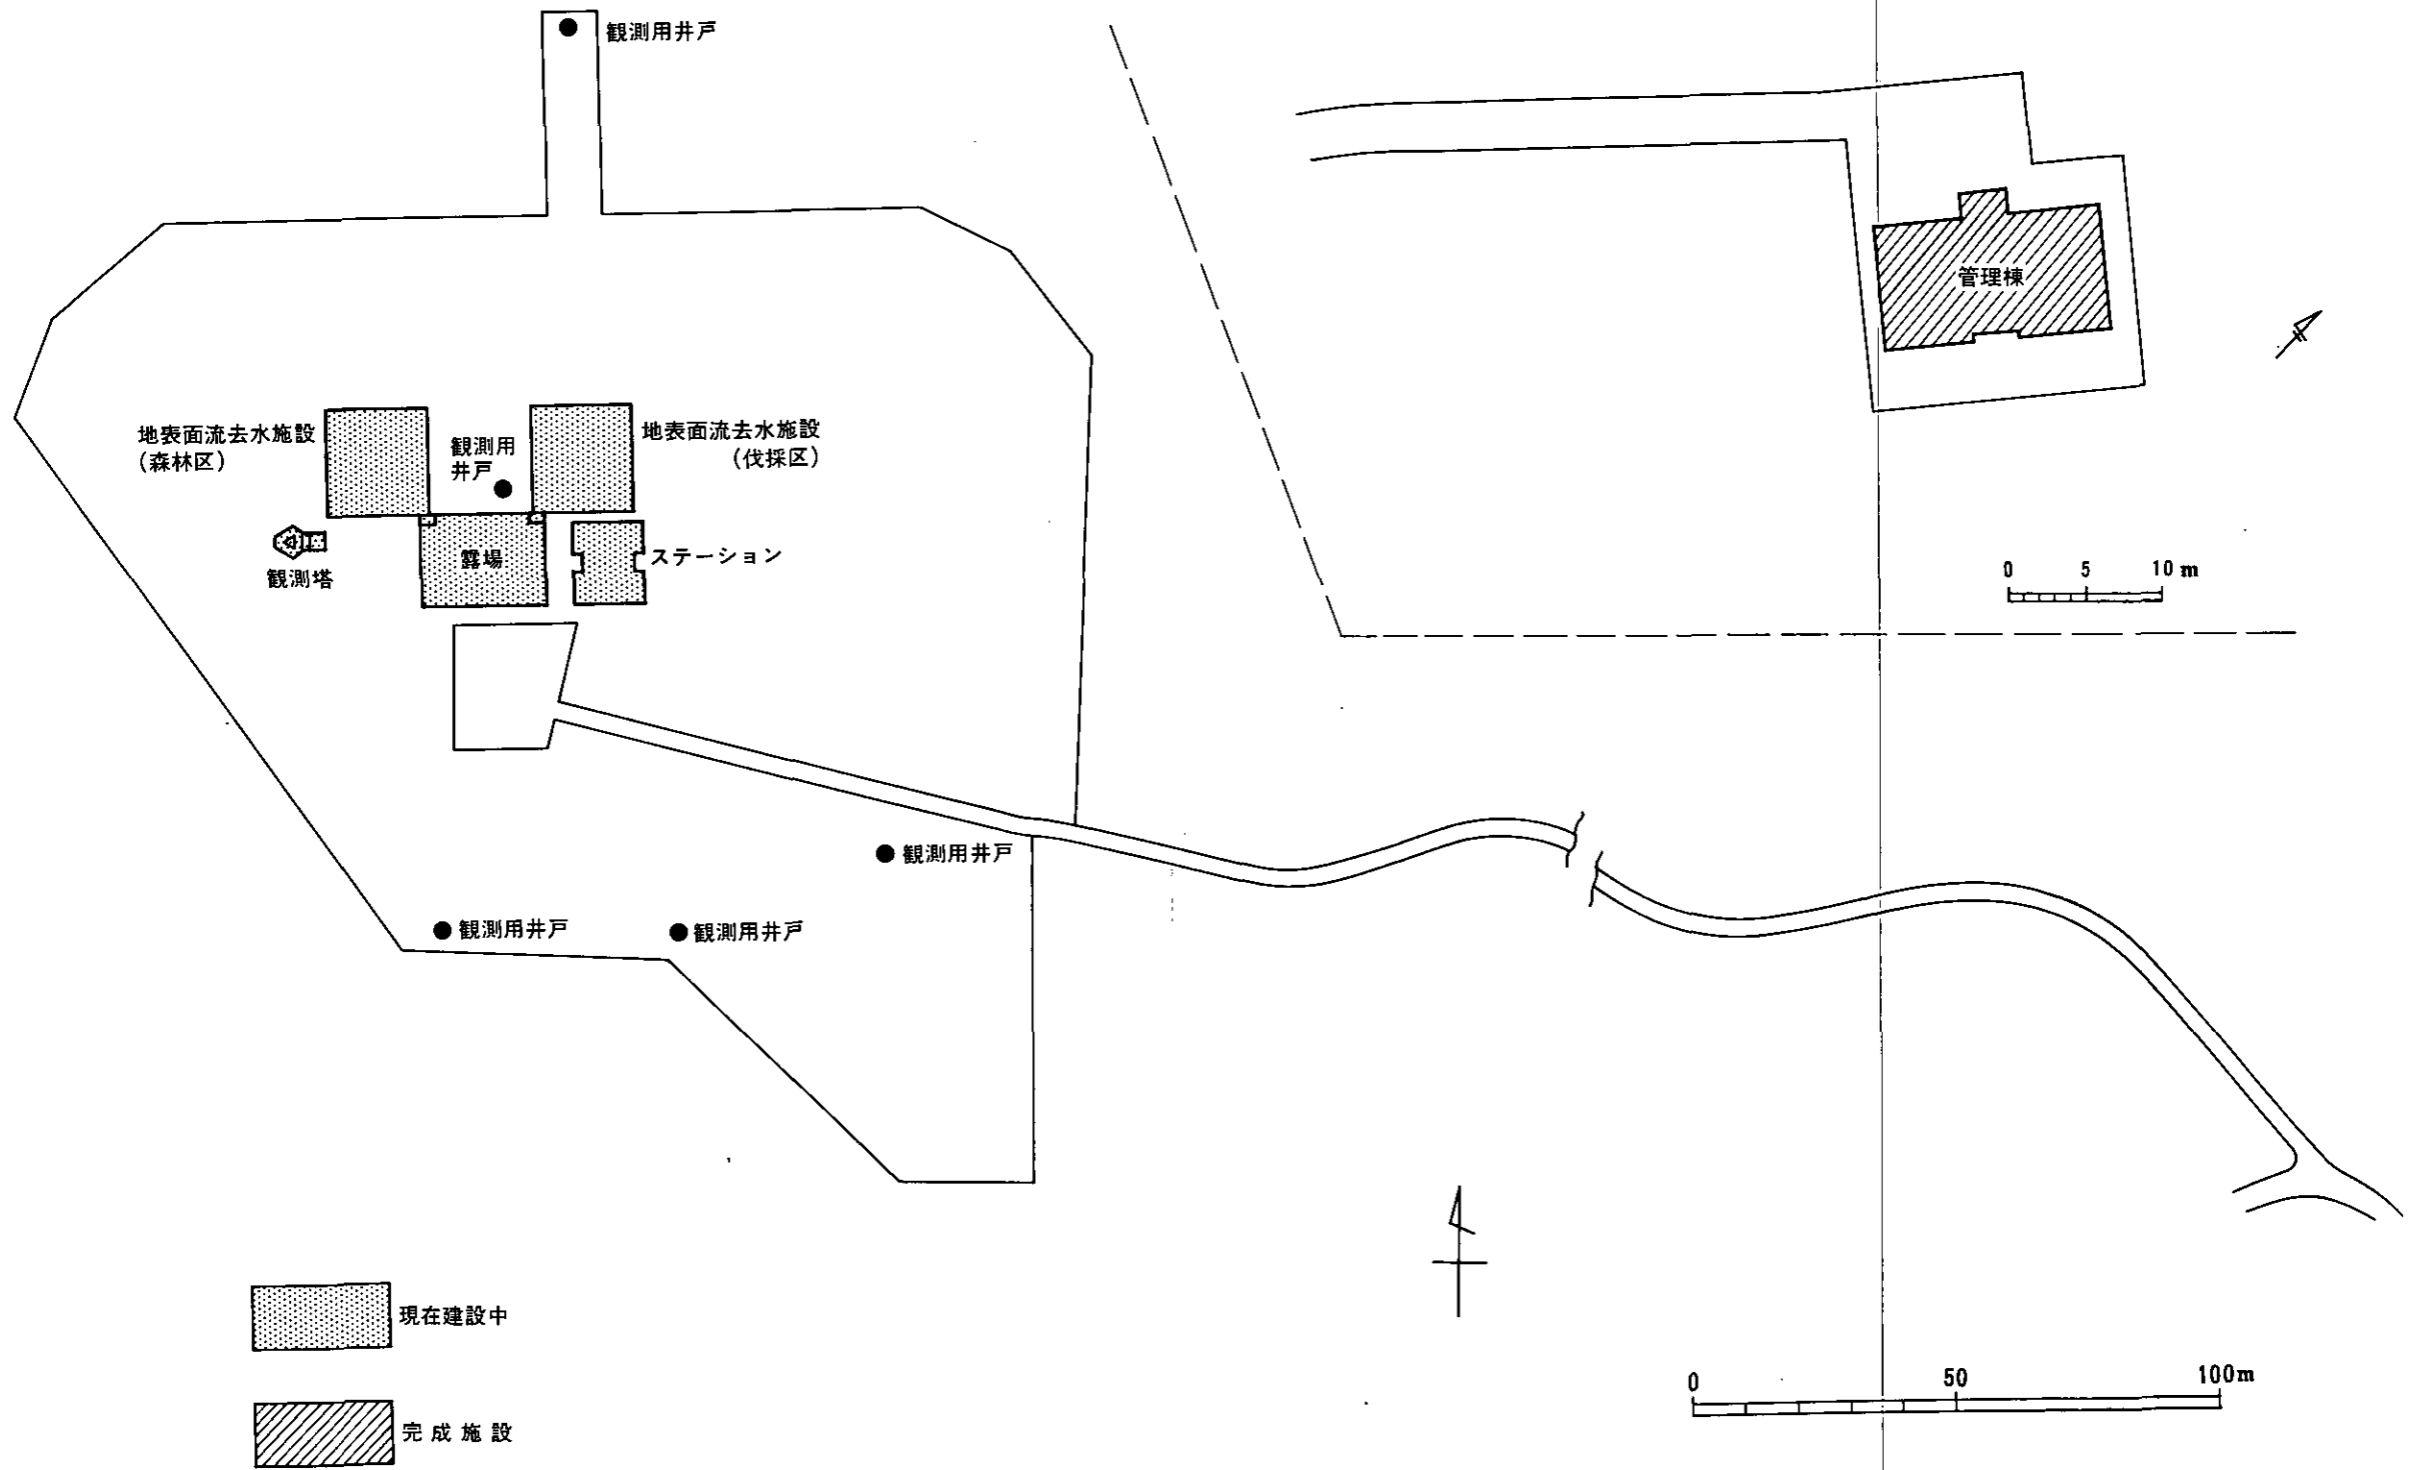 観測用井戸
管理棟
地表面流去水施設
(森林区)
観測用
井戸
地表面流去水施設
(伐採区)
観測塔
露場
ステーション
0 5 10 m
観測用井戸
観測用井戸
観測用井戸
現在建設中
完成施設
0 50 100m